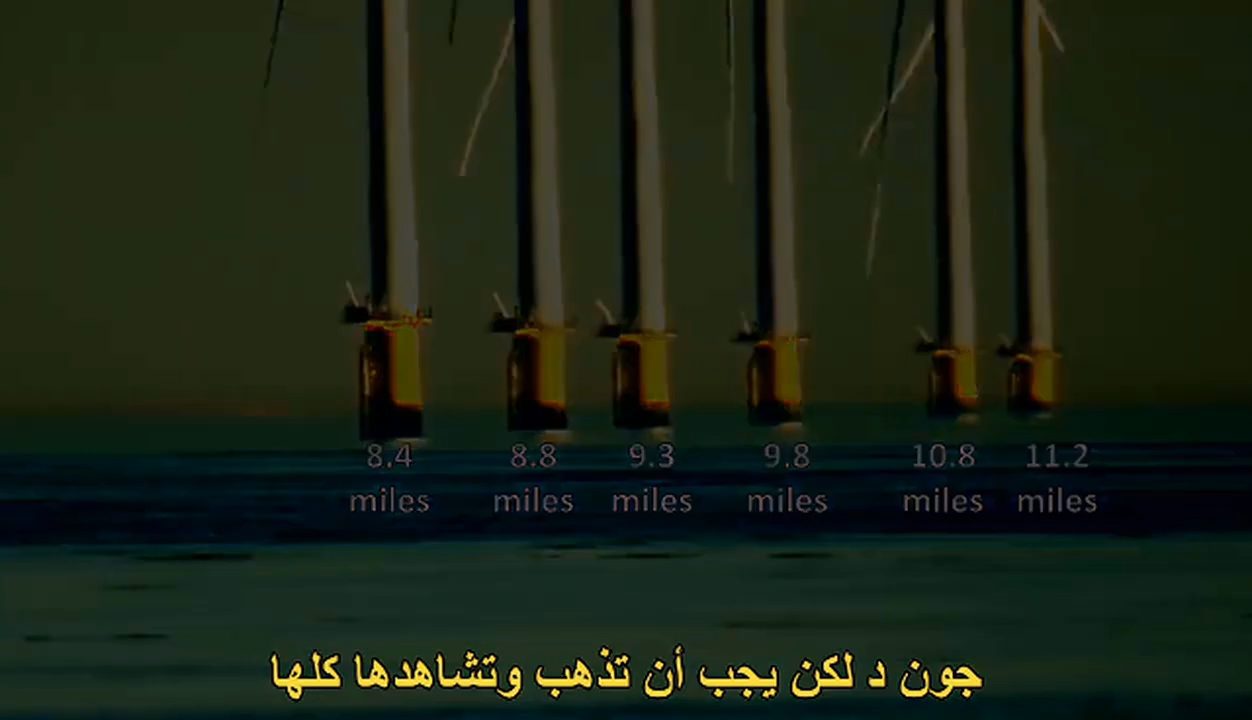 8.4 8.8 9.3 9.8 10.8 11.2
miles miles miles miles miles miles
جون د لكن يجب أن تذهب وتشاهدها كلها